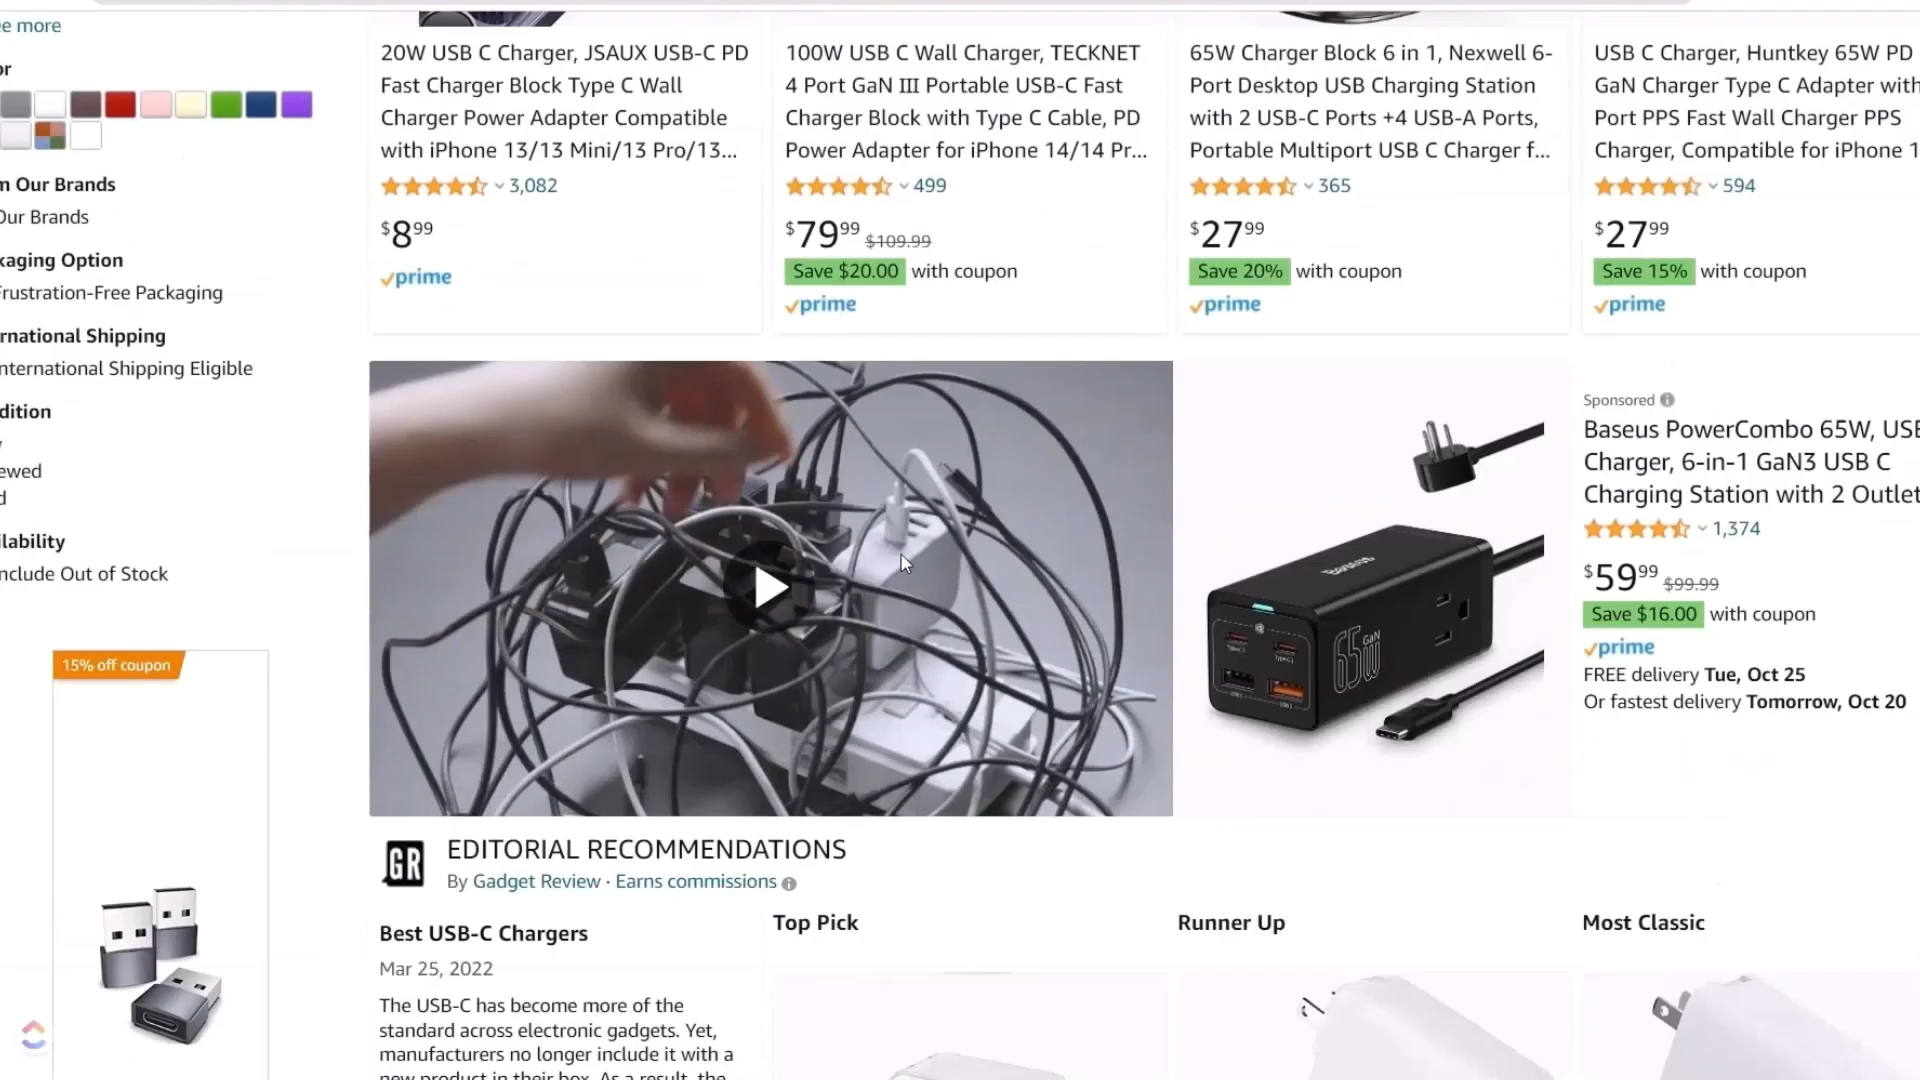 e more
or
m Our Brands
Our Brands
kaging Option
Frustration-Free Packaging
rnational Shipping
nternational Shipping Eligible
dition
ewed
d
ilability
nclude Out of Stock
15% off coupon
20W USB C Charger, JSAUX USB-C PD
Fast Charger Block Type C Wall
Charger Power Adapter Compatible
with iPhone 13/13 Mini/13 Pro/13...
3,082
$8 99
prime
100W USB C Wall Charger, TECKNET
4 Port GaN III Portable USB-C Fast
Charger Block with Type C Cable, PD
Power Adapter for iPhone 14/14 Pr...
499
$79 99 $109.99
Save $20.00 with coupon
prime
65W Charger Block 6 in 1, Nexwell 6-
Port Desktop USB Charging Station
with 2 USB-C Ports +4 USB-A Ports,
Portable Multiport USB C Charger f...
365
$27 99
Save 20% with coupon
prime
USB C Charger, Huntkey 65W PD
GaN Charger Type C Adapter with
Port PPS Fast Wall Charger PPS
Charger, Compatible for iPhone 1
594
$27 99
Save 15% with coupon
prime
Baseus
65W GaN
Sponsored
Baseus PowerCombo 65W, USB
Charger, 6-in-1 GaN3 USB C
Charging Station with 2 Outlet
1,374
$59 99 $99.99
Save $16.00 with coupon
prime
FREE delivery Tue, Oct 25
Or fastest delivery Tomorrow, Oct 20
GR
EDITORIAL RECOMMENDATIONS
By Gadget Review · Earns commissions
Best USB-C Chargers
Mar 25, 2022
The USB-C has become more of the
standard across electronic gadgets. Yet,
manufacturers no longer include it with a
new product in their box. As a result, the
Top Pick
Runner Up
Most Classic